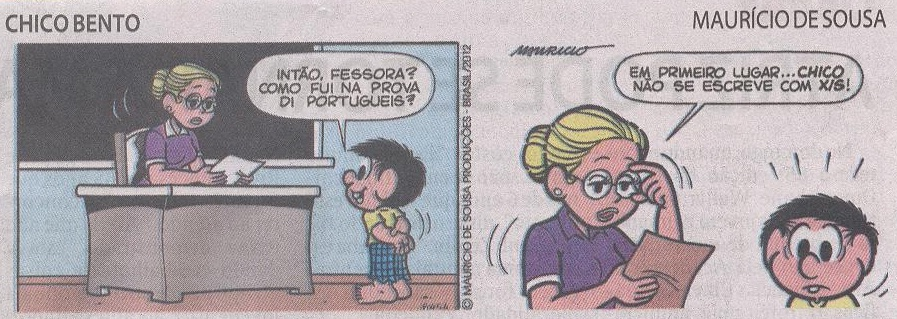 CHICO BENTO
MAURÍCIO DE SOUSA
INTÃO, FESSORA?
COMO FUI NA PROVA
DI PORTUGUEIS?
© MAURICIO DE SOUSA PRODUÇÕES - BRASIL/2012
MAURICIO
EM PRIMEIRO LUGAR...CHICO
NÃO SE ESCREVE COM X/S!